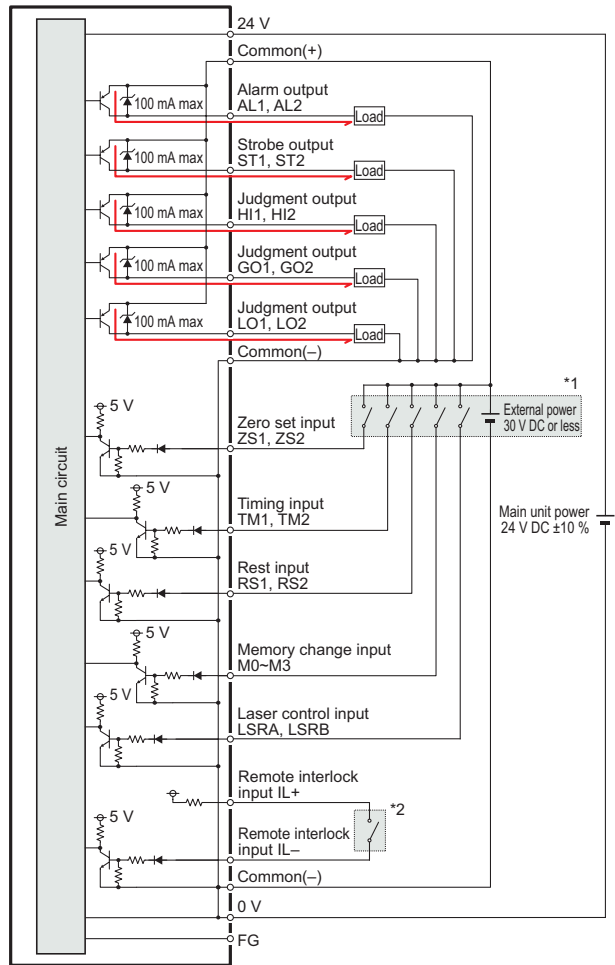 24 V
Common(+)
Alarm output
AL1, AL2
100 mA max
Load
Strobe output
ST1, ST2
100 mA max
Load
Judgment output
HI1, HI2
100 mA max
Load
Judgment output
GO1, GO2
100 mA max
Load
Judgment output
LO1, LO2
100 mA max
Load
Common(–)
*1
External power
30 V DC or less
5 V
Zero set input
ZS1, ZS2
Main circuit
5 V
Timing input
TM1, TM2
Main unit power
24 V DC ±10 %
5 V
Rest input
RS1, RS2
5 V
Memory change input
M0~M3
5 V
Laser control input
LSRA, LSRB
Remote interlock
input IL+
*2
5 V
Remote interlock
input IL–
Common(–)
0 V
FG